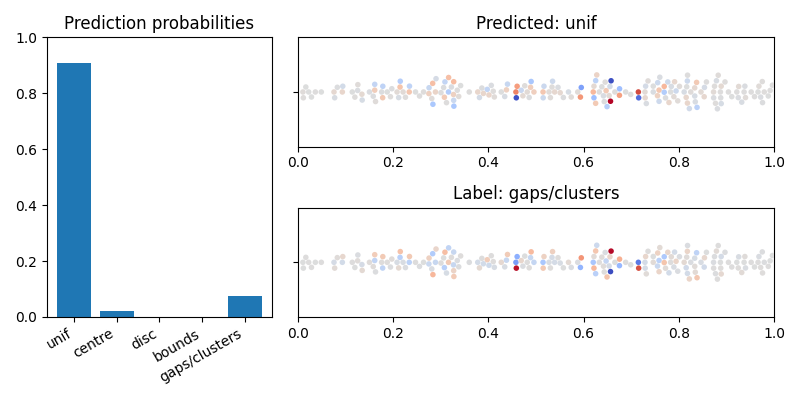 Prediction probabilities
1.0
0.8
0.6
0.4
0.2
0.0
unif
centre
disc
bounds
gaps/clusters
Predicted: unif
0.0 0.2 0.4 0.6 0.8 1.0
Label: gaps/clusters
0.0 0.2 0.4 0.6 0.8 1.0